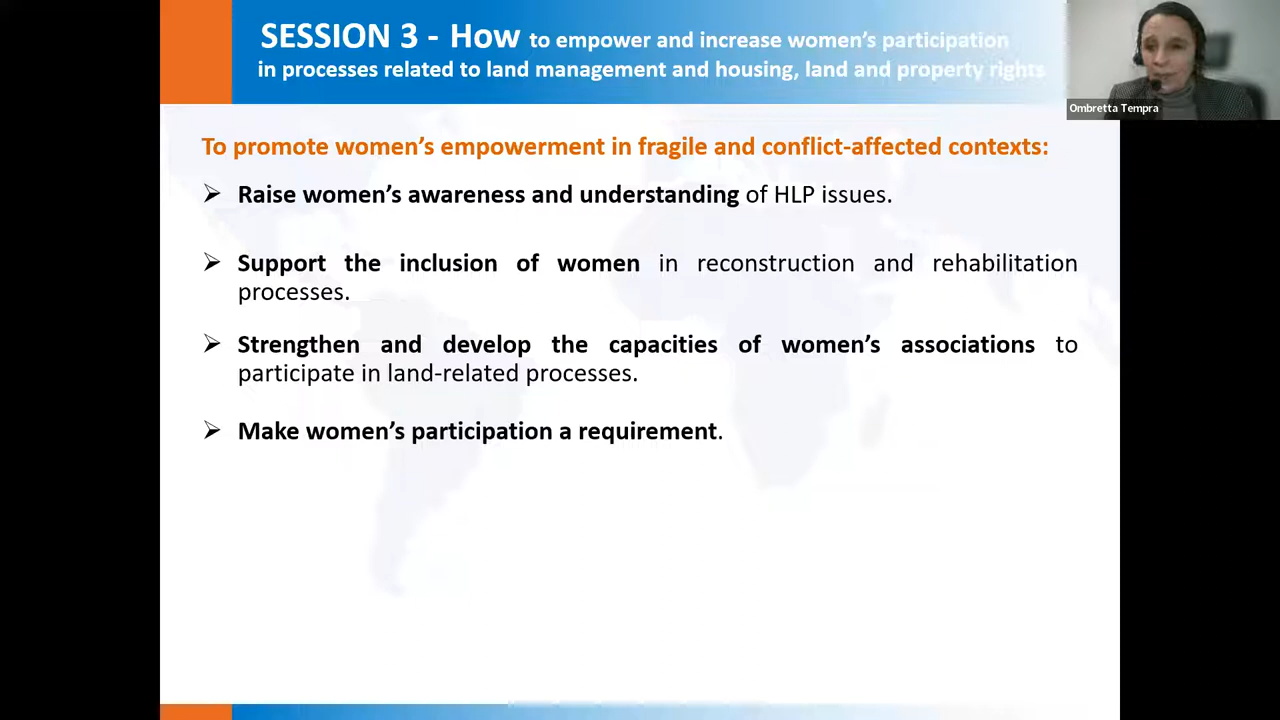 SESSION 3 - How to empower and increase women's participation
in processes related to land management and housing, land and property rights
Ombretta Tempra
To promote women's empowerment in fragile and conflict-affected contexts:
➢ Raise women's awareness and understanding of HLP issues.
➢ Support the inclusion of women in reconstruction and rehabilitation
processes.
➢ Strengthen and develop the capacities of women's associations to
participate in land-related processes.
➢ Make women's participation a requirement.